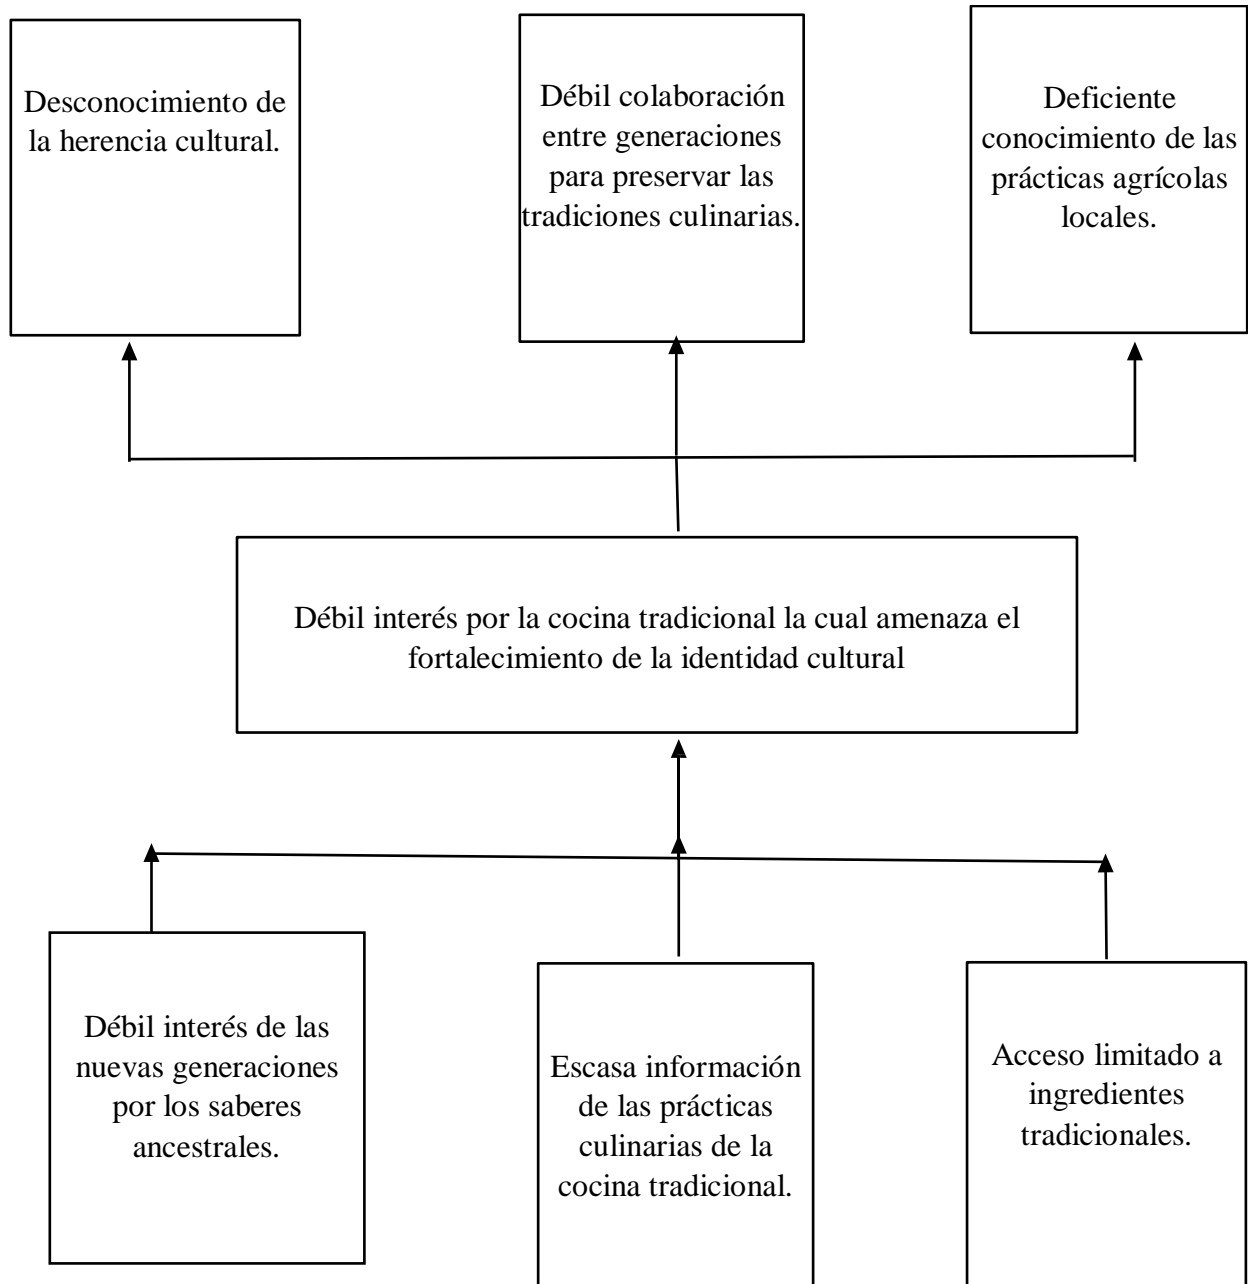 Desconocimiento de
la herencia cultural.
Débil colaboración
entre generaciones
para preservar las
tradiciones culinarias.
Deficiente
conocimiento de las
prácticas agrícolas
locales.
Débil interés por la cocina tradicional la cual amenaza el
fortalecimiento de la identidad cultural
Débil interés de las
nuevas generaciones
por los saberes
ancestrales.
Escasa información
de las prácticas
culinarias de la
cocina tradicional.
Acceso limitado a
ingredientes
tradicionales.